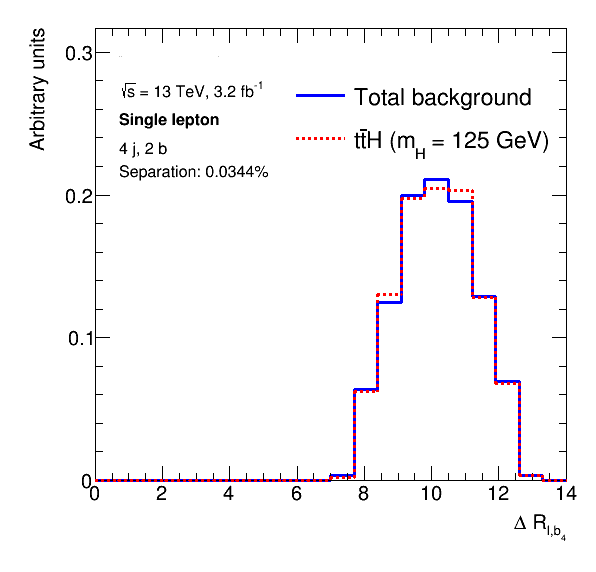 Arbitrary units
0.3
0.2
0.1
0
√s = 13 TeV, 3.2 fb⁻¹
Single lepton
4 j, 2 b
Separation: 0.0344%
Total background
tt̄H (m_H = 125 GeV)
0 2 4 6 8 10 12 14
Δ R_l,b₄